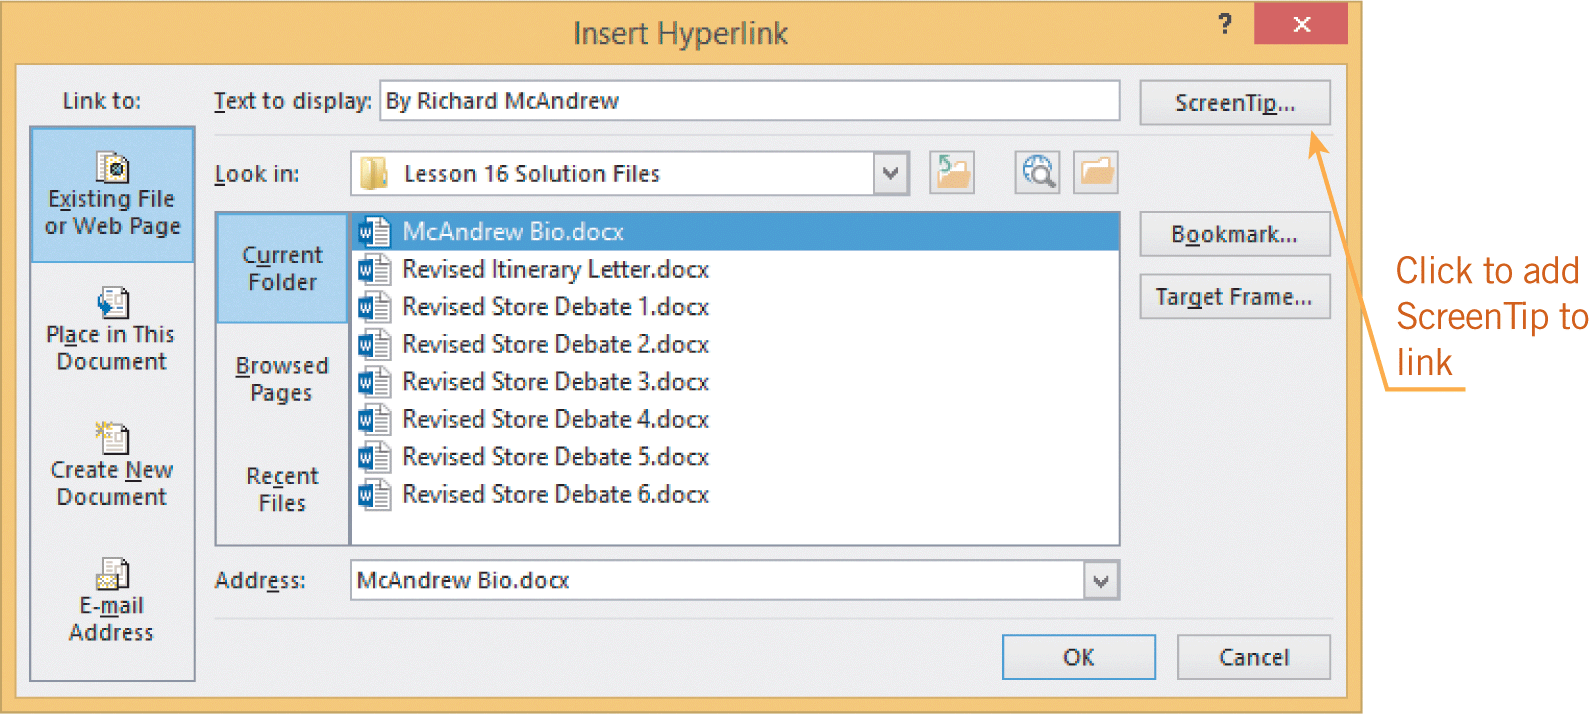 Insert Hyperlink
?
Link to:
Text to display: By Richard McAndrew
ScreenTip...
Existing File
or Web Page
Place in This
Document
Create New
Document
E-mail
Address
Look in: Lesson 16 Solution Files
Current
Folder
Browsed
Pages
Recent
Files
McAndrew Bio.docx
Revised Itinerary Letter.docx
Revised Store Debate 1.docx
Revised Store Debate 2.docx
Revised Store Debate 3.docx
Revised Store Debate 4.docx
Revised Store Debate 5.docx
Revised Store Debate 6.docx
Bookmark...
Target Frame...
Address: McAndrew Bio.docx
OK
Cancel
Click to add
ScreenTip to
link